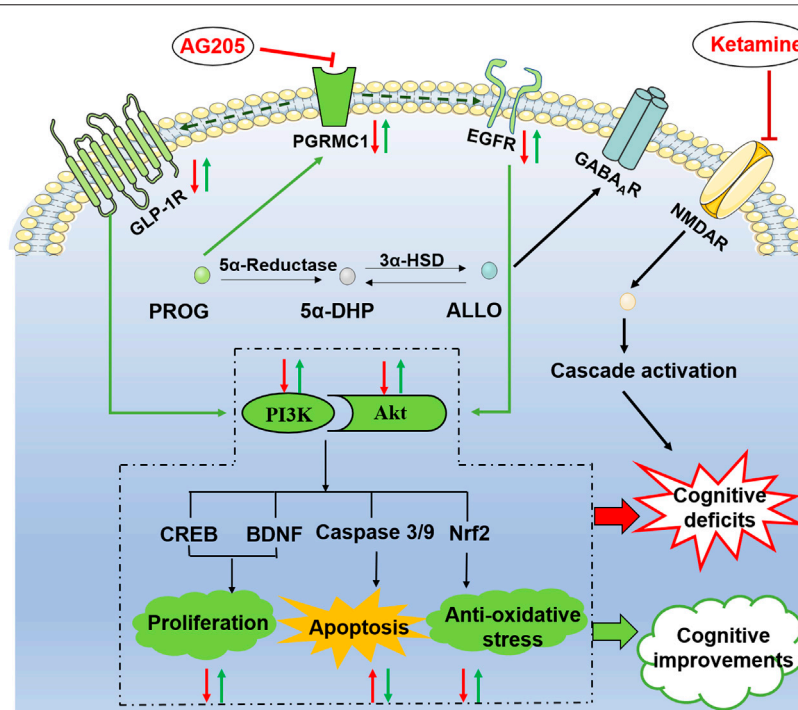 AG205
Ketamine
PGRMC1
EGFR
GABA_AR
GLP-1R
NMDAR
5α-Reductase
3α-HSD
PROG
5α-DHP
ALLO
Cascade activation
PI3K
Akt
CREB
BDNF
Caspase 3/9
Nrf2
Cognitive
deficits
Proliferation
Apoptosis
Anti-oxidative
stress
Cognitive
improvements